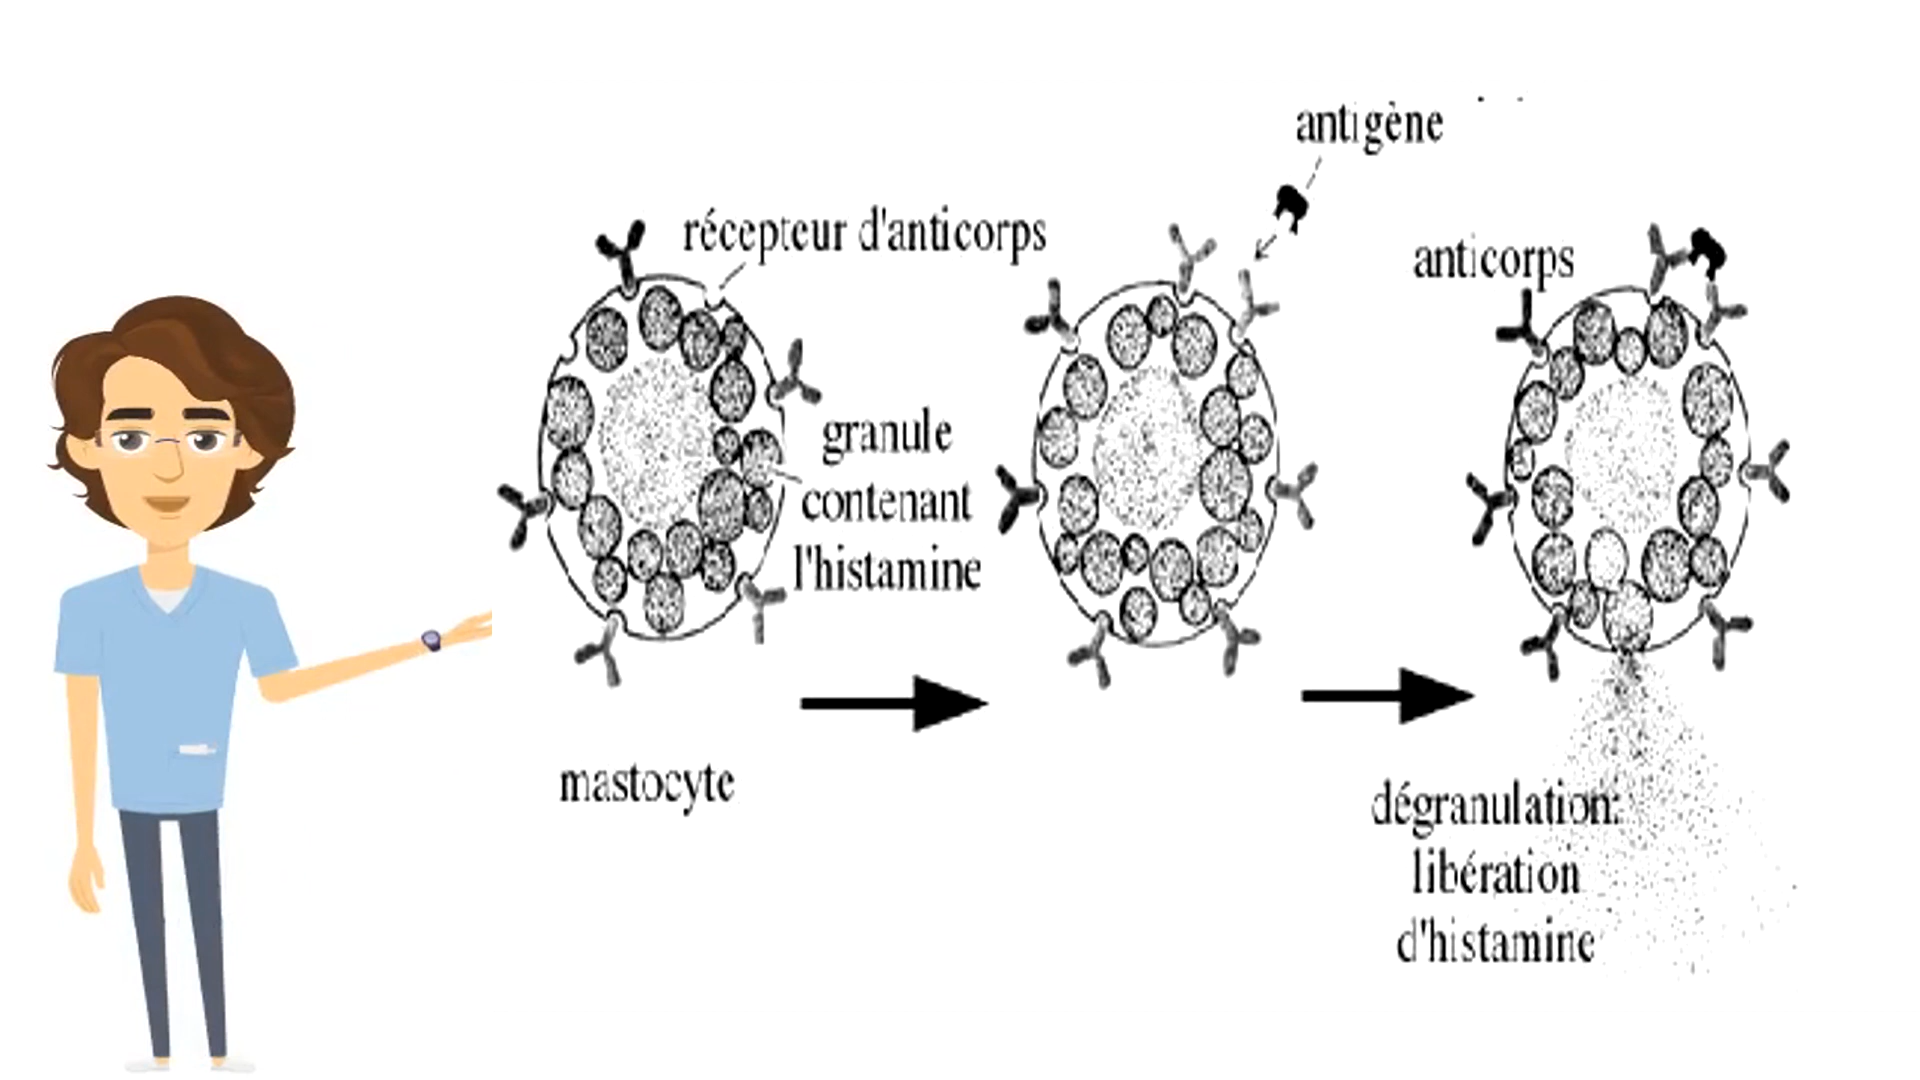 antigène
récepteur d'anticorps
anticorps
granule
contenant
l'histamine
mastocyte
dégranulation:
libération
d'histamine